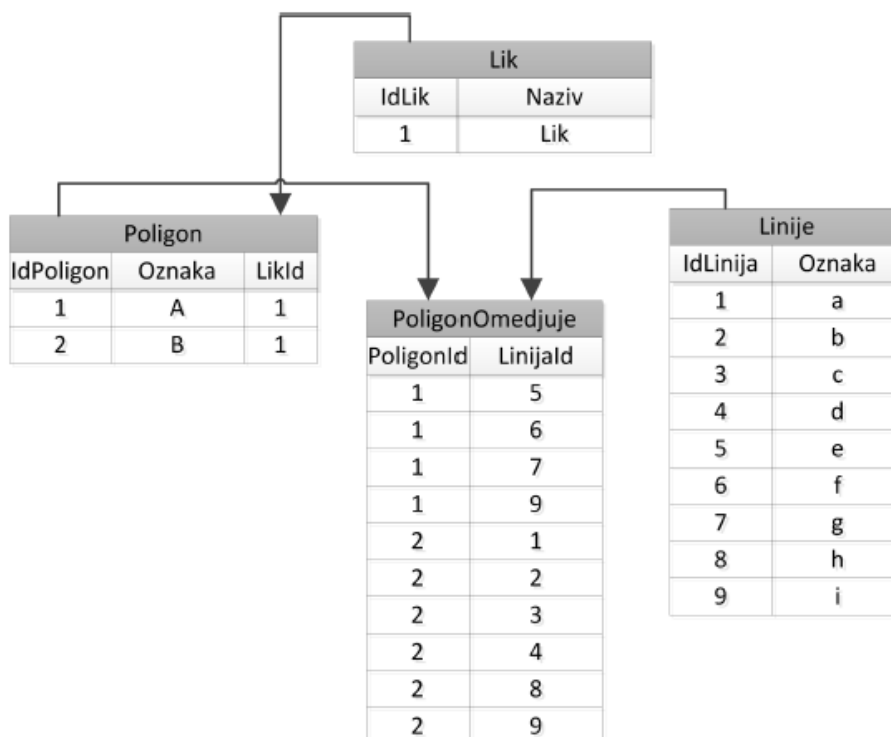 Lik
IdLik Naziv
1 Lik
Poligon
IdPoligon Oznaka LikId
1 A 1
2 B 1
PoligonOmedjuje
PoligonId LinijaId
1 5
1 6
1 7
1 9
2 1
2 2
2 3
2 4
2 8
2 9
Linije
IdLinija Oznaka
1 a
2 b
3 c
4 d
5 e
6 f
7 g
8 h
9 i